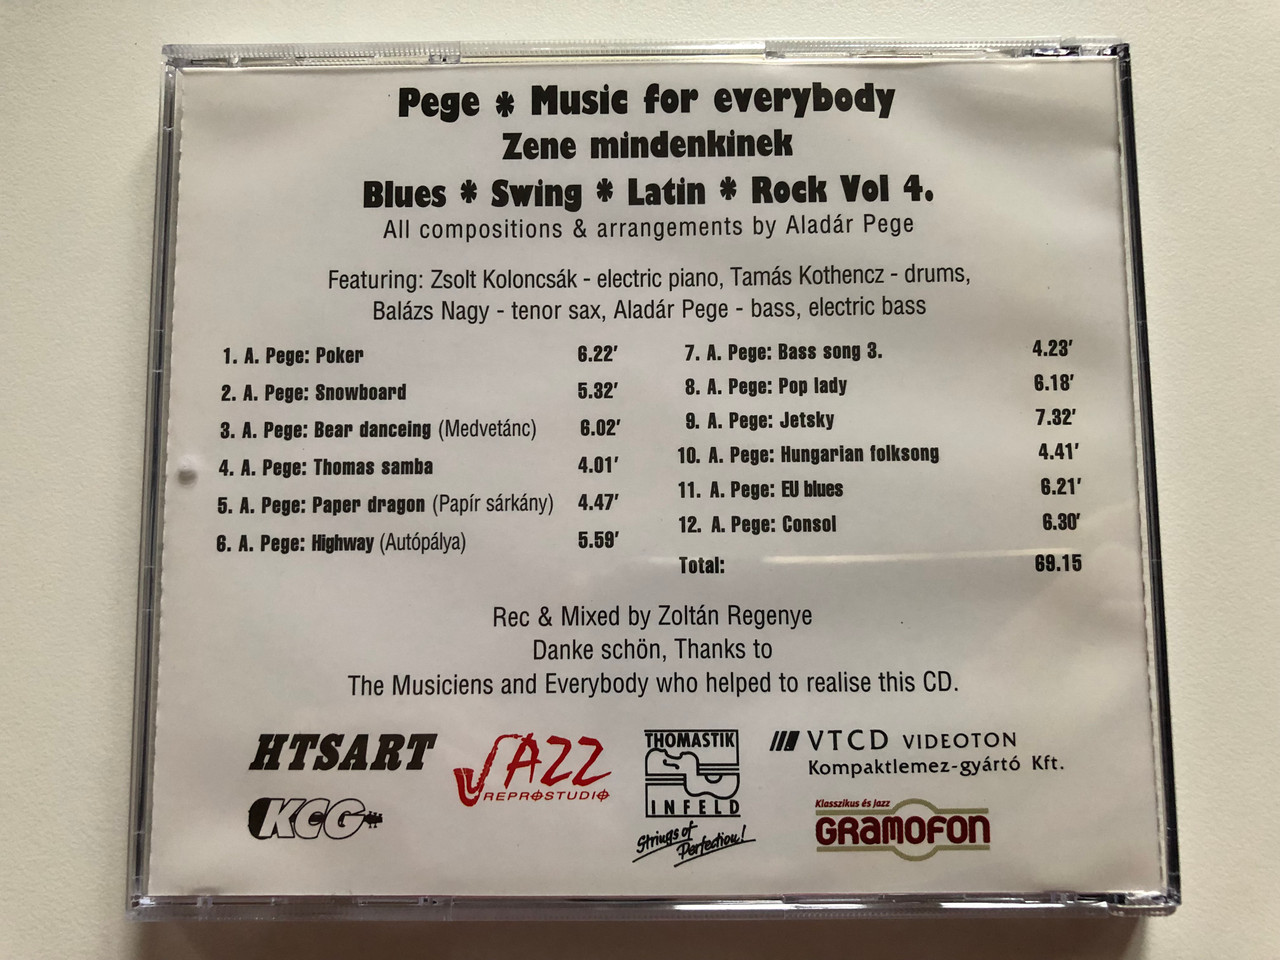 Pege * Music for everybody
Zene mindenkinek
Blues * Swing * Latin * Rock Vol 4.
All compositions & arrangements by Aladár Pege
Featuring: Zsolt Koloncsák - electric piano, Tamás Kothencz - drums,
Balázs Nagy - tenor sax, Aladár Pege - bass, electric bass
1. A. Pege: Poker 6.22'
2. A. Pege: Snowboard 5.32'
3. A. Pege: Bear danceing (Medvetánc) 6.02'
4. A. Pege: Thomas samba 4.01'
5. A. Pege: Paper dragon (Papír sárkány) 4.47'
6. A. Pege: Highway (Autópálya) 5.59'
7. A. Pege: Bass song 3. 4.23'
8. A. Pege: Pop lady 6.18'
9. A. Pege: Jetsky 7.32'
10. A. Pege: Hungarian folksong 4.41'
11. A. Pege: EU blues 6.21'
12. A. Pege: Consol 6.30'
Total: 69.15
Rec & Mixed by Zoltán Regenye
Danke schön, Thanks to
The Musiciens and Everybody who helped to realise this CD.
HTSART
KCG
JAZZ
REPROSTUDIO
THOMASTIK
INFELD
Strings of
Perfection!
VTCD VIDEOTON
Kompaktlemez-gyártó Kft.
Klasszikus és Jazz
GRAMOFON